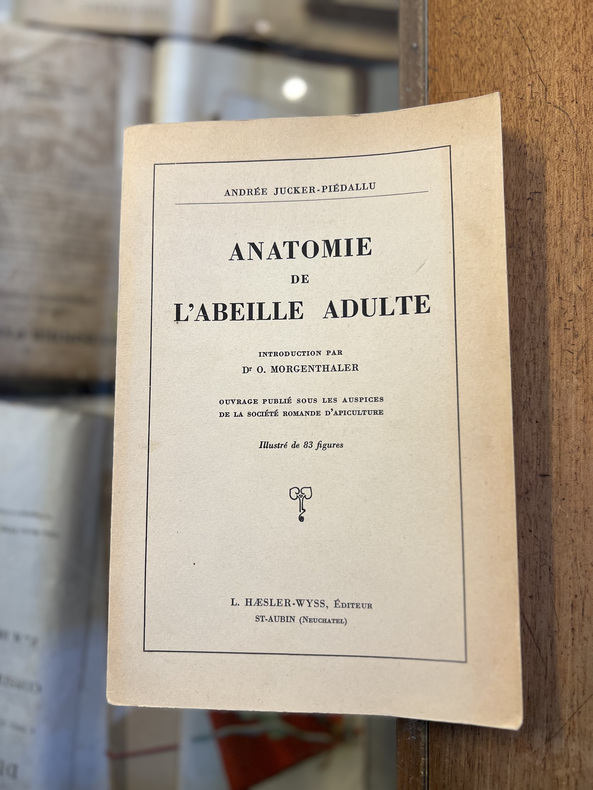 ANDRÉE JUCKER-PIÉDALLU
ANATOMIE
DE
L'ABEILLE ADULTE
INTRODUCTION PAR
Dr O. MORGENTHALER
OUVRAGE PUBLIÉ SOUS LES AUSPICES
DE LA SOCIÉTÉ ROMANDE D'APICULTURE
Illustré de 83 figures
L. HÆSLER-WYSS, ÉDITEUR
ST-AUBIN (NEUCHATEL)